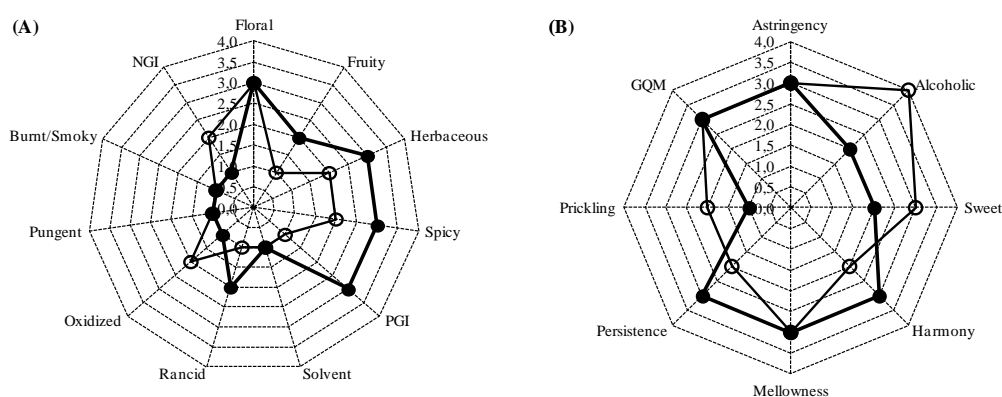 (A)
Floral
Fruity
Herbaceous
Spicy
PGI
Solvent
Rancid
Oxidized
Pungent
Burnt/Smoky
NGI
4,0
3,5
3,0
2,5
2,0
1,5
1,0
0,5
0,0
(B)
Astringency
Alcoholic
Sweet
Harmony
Mellowness
Persistence
Prickling
GQM
4,0
3,5
3,0
2,5
2,0
1,5
1,0
0,5
0,0